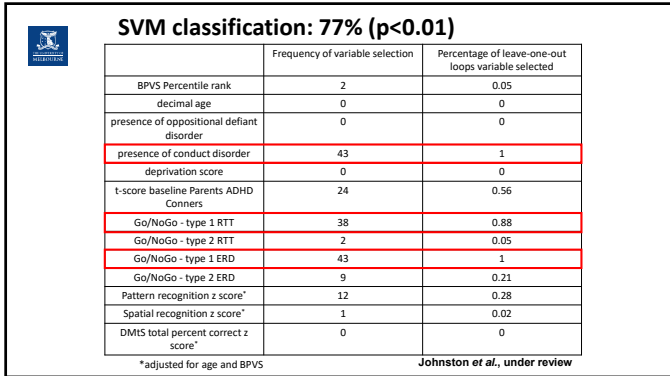 SVM classification: 77% (p<0.01)
MELBOURNE
Frequency of variable selection
Percentage of leave-one-out
loops variable selected
BPVS Percentile rank 2 0.05
decimal age 0 0
presence of oppositional defiant
disorder
0 0
presence of conduct disorder 43 1
deprivation score 0 0
t-score baseline Parents ADHD
Conners
24 0.56
Go/NoGo - type 1 RTT 38 0.88
Go/NoGo - type 2 RTT 2 0.05
Go/NoGo - type 1 ERD 43 1
Go/NoGo - type 2 ERD 9 0.21
Pattern recognition z score* 12 0.28
Spatial recognition z score* 1 0.02
DMtS total percent correct z
score*
0 0
*adjusted for age and BPVS
Johnston et al., under review